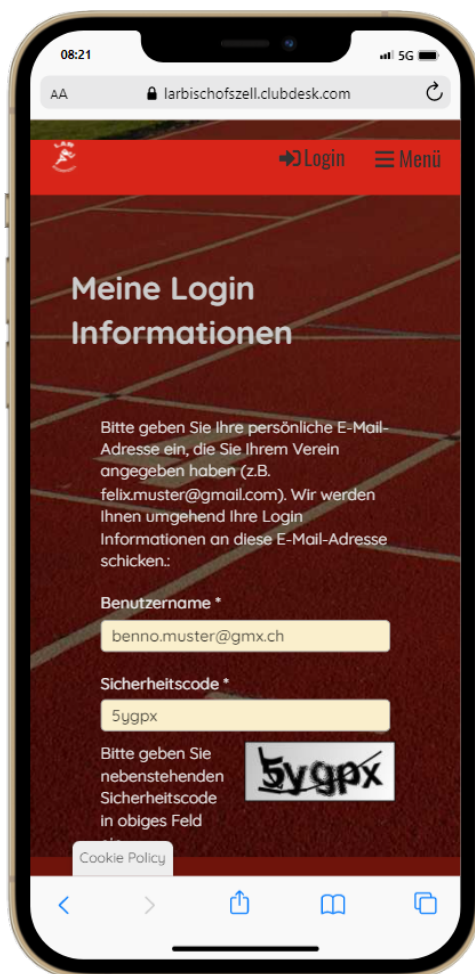 08:21
5G
AA
larbischofszell.clubdesk.com
LAR
Login
Menü
Meine Login
Informationen
Bitte geben Sie Ihre persönliche E-Mail-
Adresse ein, die Sie Ihrem Verein
angegeben haben (z.B.
felix.muster@gmail.com). Wir werden
Ihnen umgehend Ihre Login
Informationen an diese E-Mail-Adresse
schicken.:
Benutzername *
benno.muster@gmx.ch
Sicherheitscode *
5ygpx
Bitte geben Sie
nebenstehenden
Sicherheitscode
in obiges Feld
5ygpx
Cookie Policy